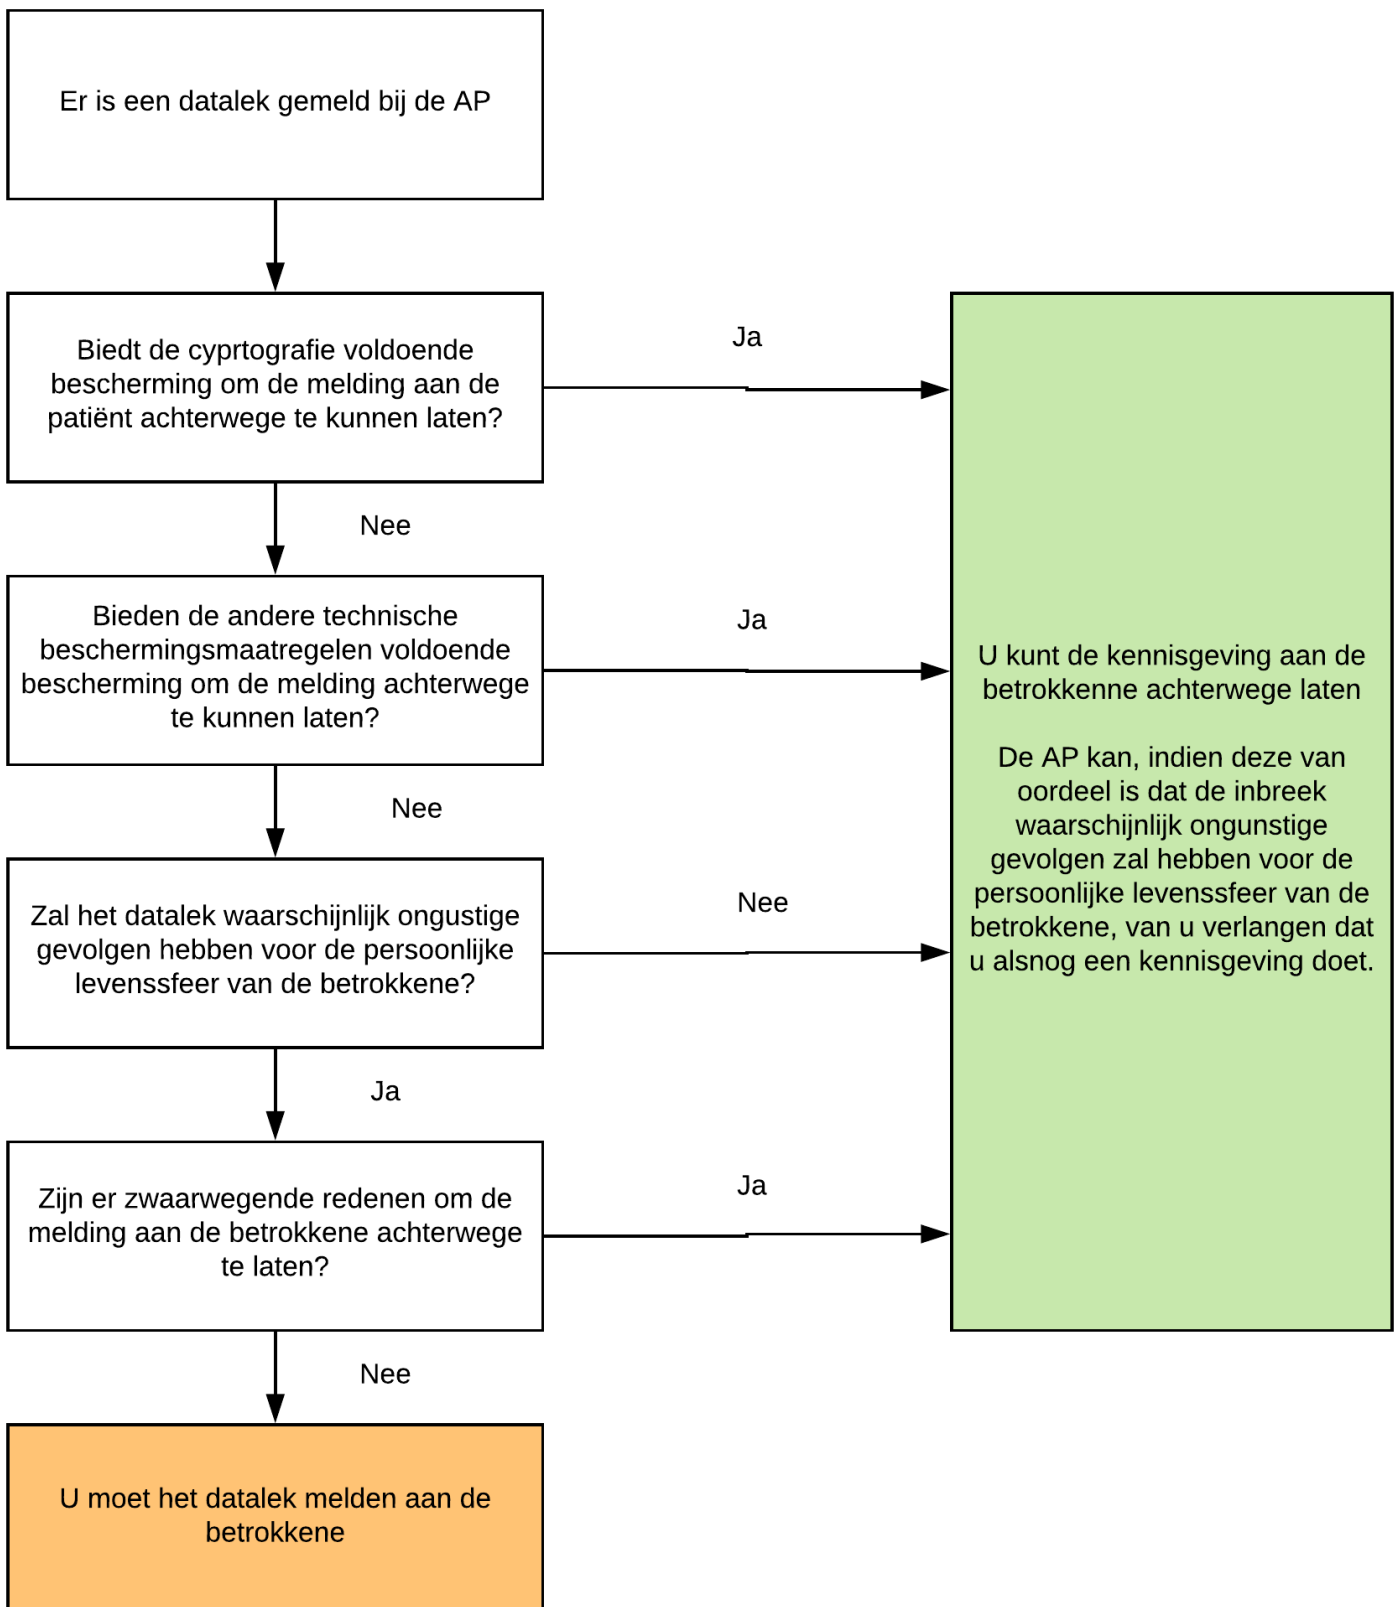 Er is een datalek gemeld bij de AP
Biedt de cyprtografie voldoende
bescherming om de melding aan de
patiënt achterwege te kunnen laten?
Ja
Nee
Bieden de andere technische
beschermingsmaatregelen voldoende
bescherming om de melding achterwege
te kunnen laten?
Ja
Nee
Zal het datalek waarschijnlijk ongustige
gevolgen hebben voor de persoonlijke
levenssfeer van de betrokkene?
Nee
Ja
Zijn er zwaarwegende redenen om de
melding aan de betrokkene achterwege
te laten?
Ja
Nee
U moet het datalek melden aan de
betrokkene
U kunt de kennisgeving aan de
betrokkenne achterwege laten
De AP kan, indien deze van
oordeel is dat de inbreek
waarschijnlijk ongunstige
gevolgen zal hebben voor de
persoonlijke levenssfeer van de
betrokkene, van u verlangen dat
u alsnog een kennisgeving doet.